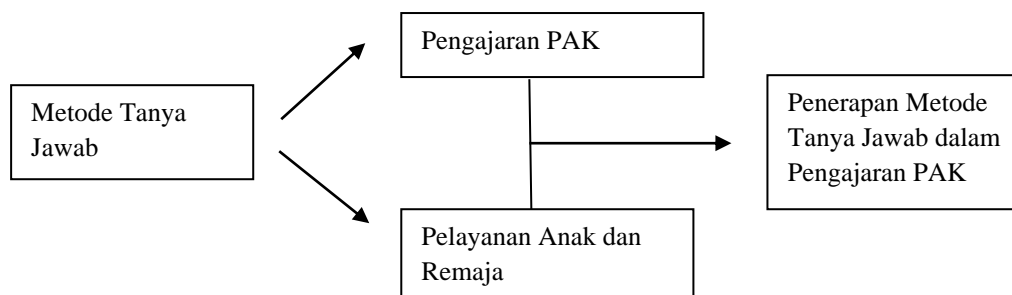 Metode Tanya
Jawab
Pengajaran PAK
Pelayanan Anak dan
Remaja
Penerapan Metode
Tanya Jawab dalam
Pengajaran PAK